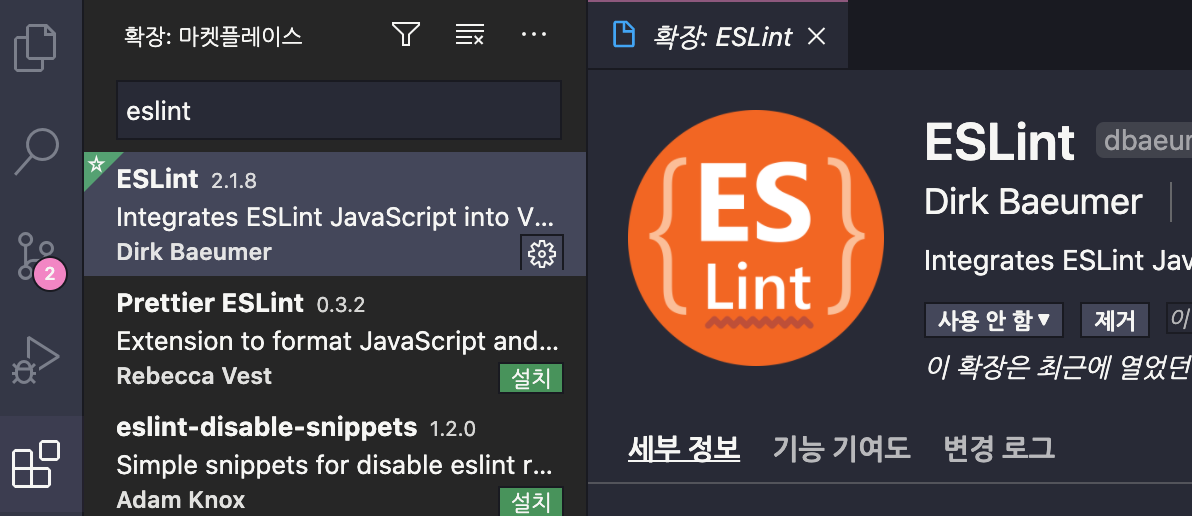 확장: 마켓플레이스
eslint
ESLint 2.1.8
Integrates ESLint JavaScript into V...
Dirk Baeumer
Prettier ESLint 0.3.2
Extension to format JavaScript and...
Rebecca Vest
설치
eslint-disable-snippets 1.2.0
Simple snippets for disable eslint r...
Adam Knox
설치
2
확장: ESLint
{ES
Lint}
ESLint dbaeur
Dirk Baeumer
Integrates ESLint Jav
사용 안 함 제거 이
이 확장은 최근에 열었던
세부 정보 기능 기여도 변경 로그